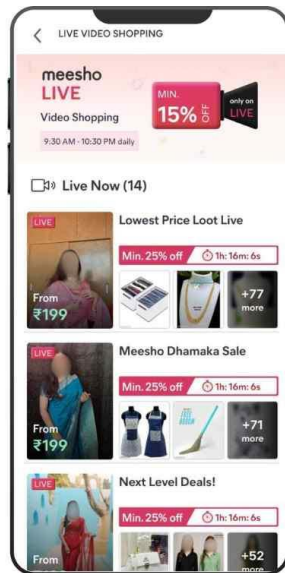 LIVE VIDEO SHOPPING
meesho
LIVE
Video Shopping
9:30 AM - 10:30 PM daily
MIN.
15% OFF
only on
LIVE
Live Now (14)
LIVE
From
₹199
Lowest Price Loot Live
Min. 25% off
1h: 16m: 6s
+77
more
LIVE
From
₹199
Meesho Dhamaka Sale
Min. 25% off
1h: 16m: 6s
+71
more
LIVE
From
Next Level Deals!
Min. 25% off
1h: 16m: 6s
+52
more